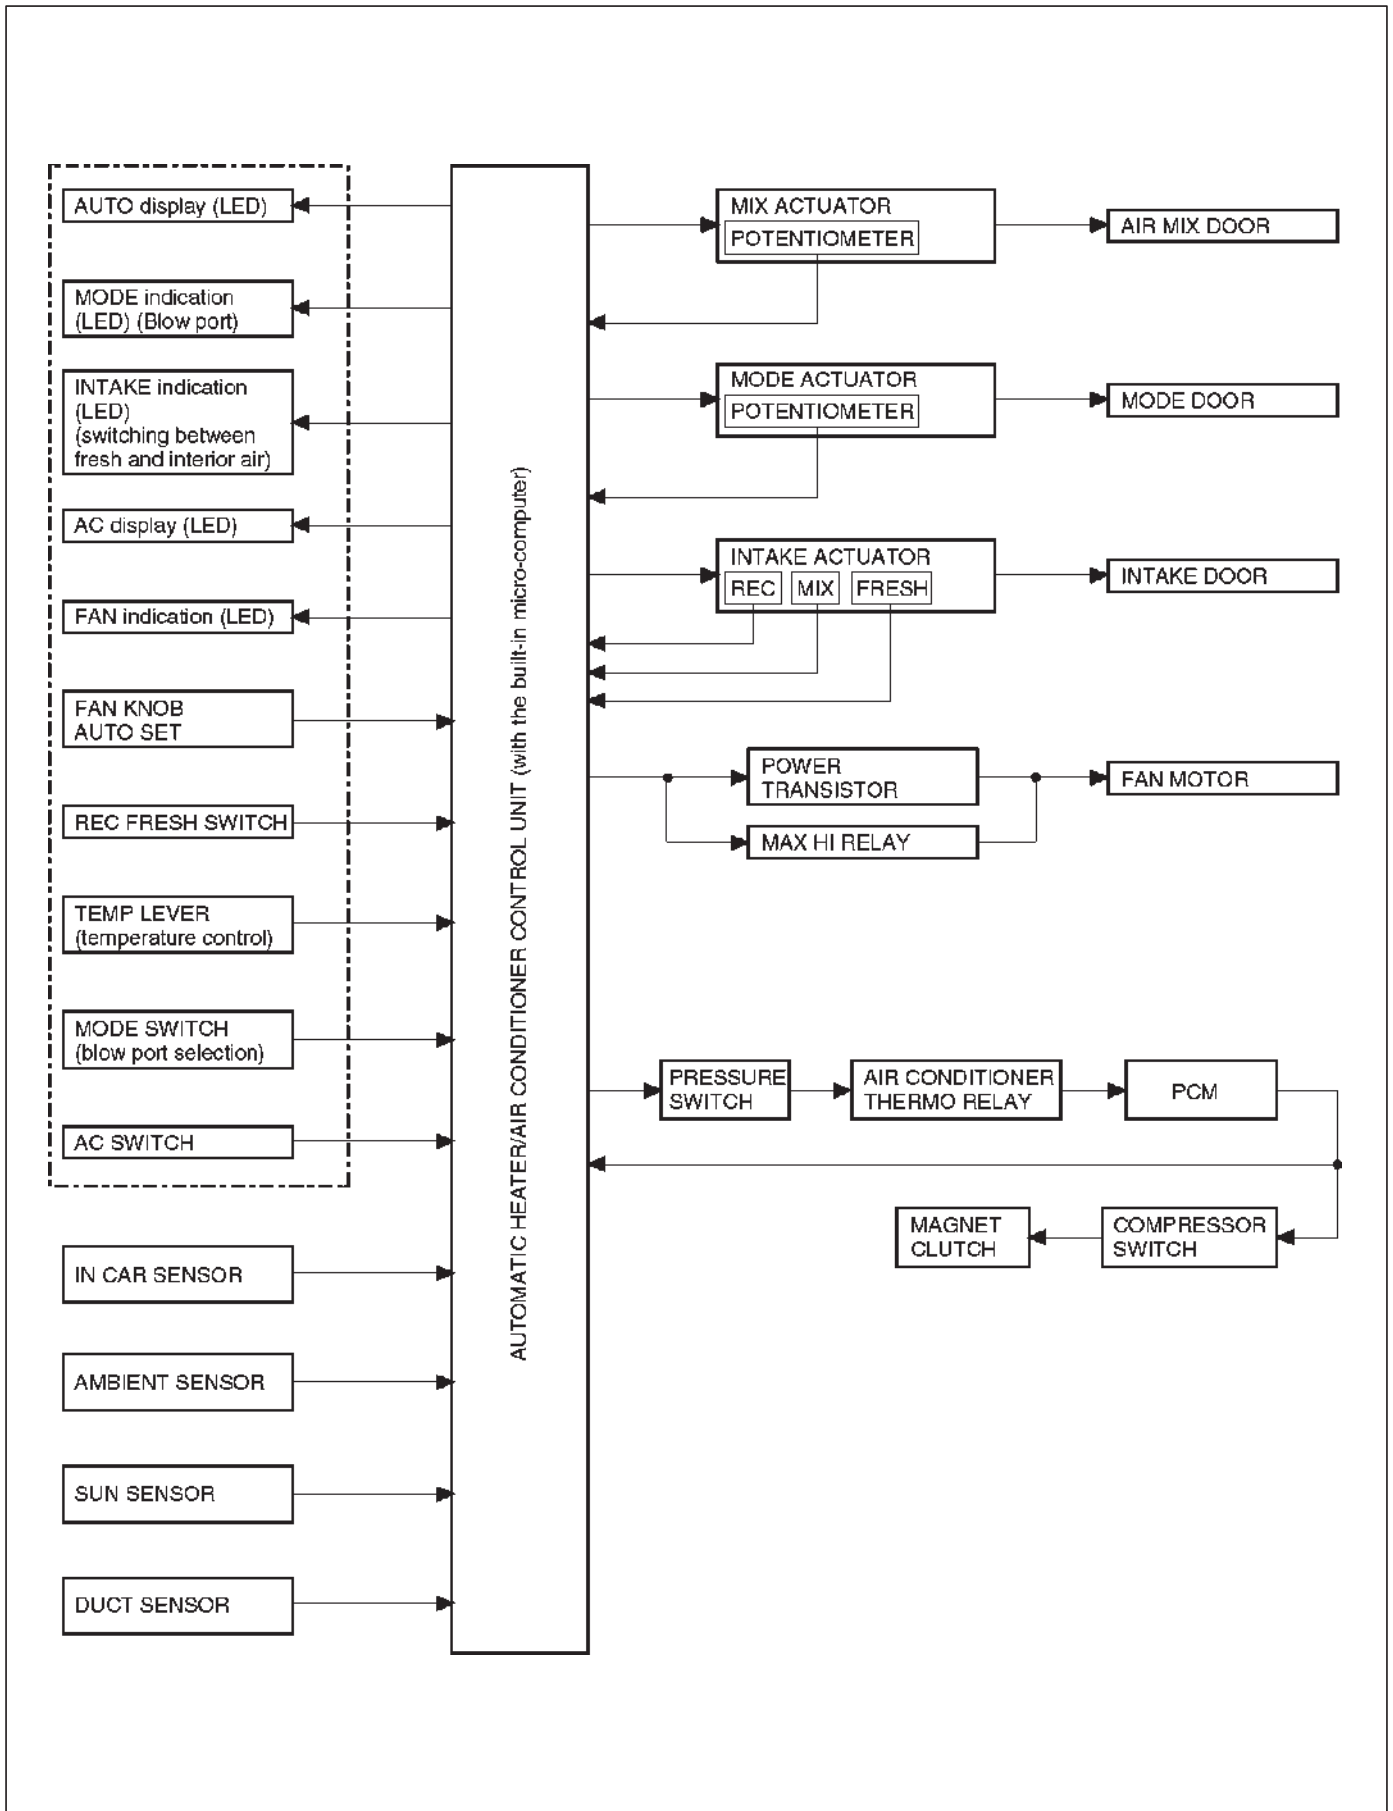 AUTO display (LED)
MODE indication
(LED) (Blow port)
INTAKE indication
(LED)
(switching between
fresh and interior air)
AC display (LED)
FAN indication (LED)
FAN KNOB
AUTO SET
REC FRESH SWITCH
TEMP LEVER
(temperature control)
MODE SWITCH
(blow port selection)
AC SWITCH
IN CAR SENSOR
AMBIENT SENSOR
SUN SENSOR
DUCT SENSOR
AUTOMATIC HEATER/AIR CONDITIONER CONTROL UNIT (with the built-in micro-computer)
MIX ACTUATOR
POTENTIOMETER
AIR MIX DOOR
MODE ACTUATOR
POTENTIOMETER
MODE DOOR
INTAKE ACTUATOR
REC MIX FRESH
INTAKE DOOR
POWER
TRANSISTOR
MAX HI RELAY
FAN MOTOR
PRESSURE
SWITCH
AIR CONDITIONER
THERMO RELAY
PCM
MAGNET
CLUTCH
COMPRESSOR
SWITCH